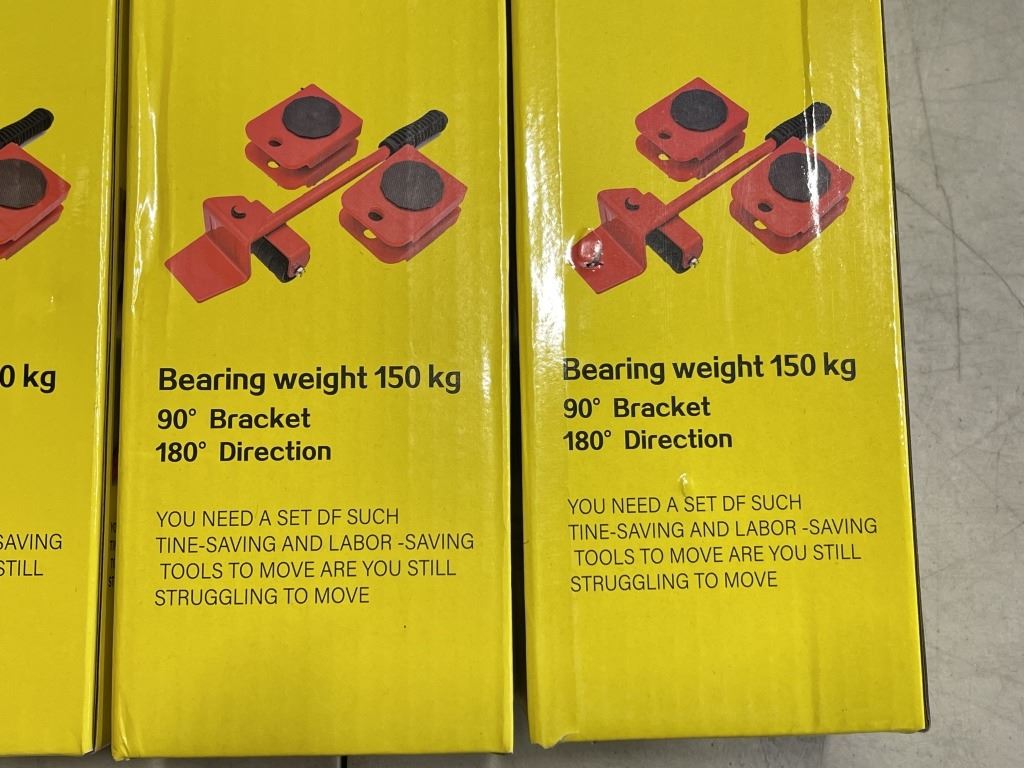 0 kg
SAVING
STILL
Bearing weight 150 kg
90° Bracket
180° Direction
YOU NEED A SET DF SUCH
TINE-SAVING AND LABOR -SAVING
TOOLS TO MOVE ARE YOU STILL
STRUGGLING TO MOVE
Bearing weight 150 kg
90° Bracket
180° Direction
YOU NEED A SET DF SUCH
TINE-SAVING AND LABOR -SAVING
TOOLS TO MOVE ARE YOU STILL
STRUGGLING TO MOVE